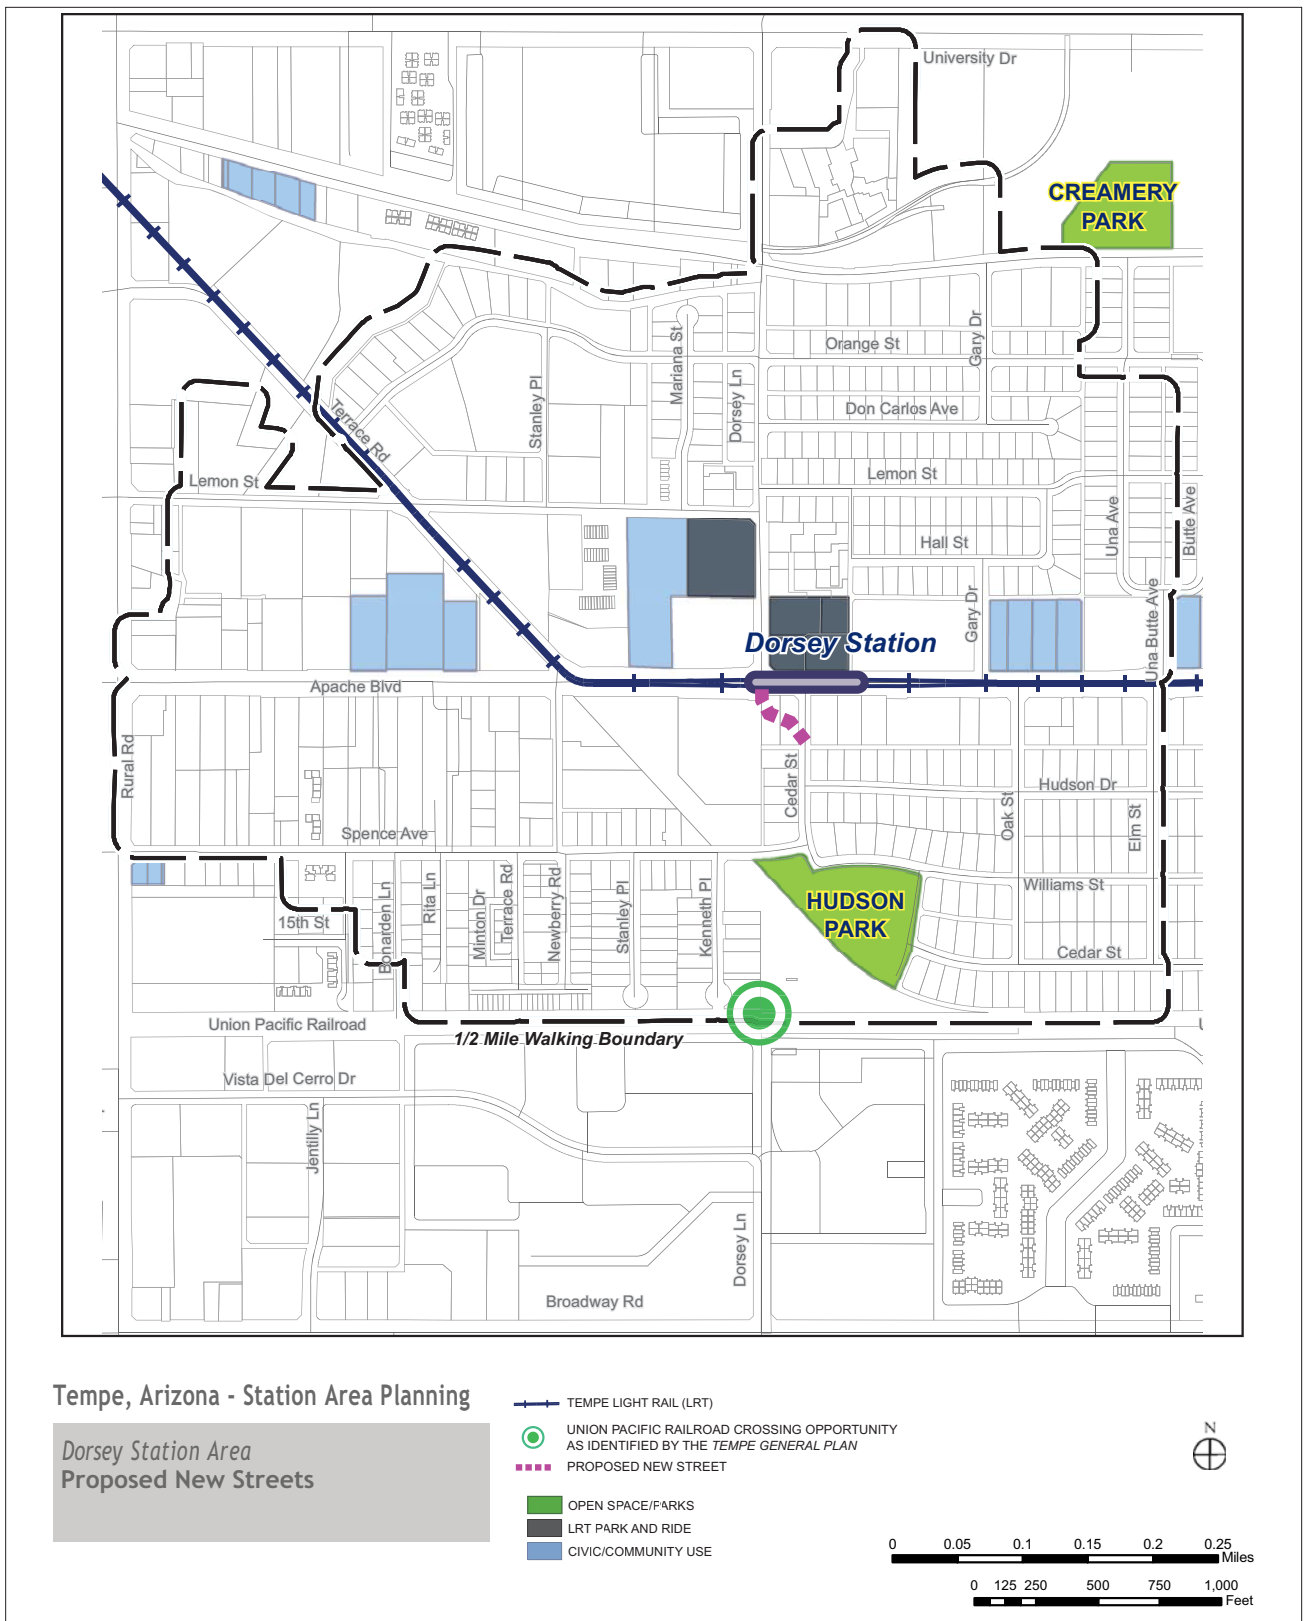 University Dr
CREAMERY
PARK
Orange St
Gary Dr
Mariana St
Stanley Pl
Dorsey Ln
Don Carlos Ave
Terrace Rd
Lemon St
Lemon St
Hall St
Una Ave
Butte Ave
Gary Dr
Una Butte Ave
Dorsey Station
Apache Blvd
Rural Rd
Cedar St
Hudson Dr
Oak St
Elm St
Spence Ave
Williams St
HUDSON
PARK
Bonarden Ln
Rita Ln
Minton Dr
Terrace Rd
Newberry Rd
Stanley Pl
Kenneth Pl
15th St
Cedar St
Union Pacific Railroad
1/2 Mile Walking Boundary
Vista Del Cerro Dr
Jentilly Ln
Dorsey Ln
Broadway Rd
Tempe, Arizona - Station Area Planning
Dorsey Station Area
Proposed New Streets
TEMPE LIGHT RAIL (LRT)
UNION PACIFIC RAILROAD CROSSING OPPORTUNITY
AS IDENTIFIED BY THE TEMPE GENERAL PLAN
PROPOSED NEW STREET
OPEN SPACE/PARKS
LRT PARK AND RIDE
CIVIC/COMMUNITY USE
N
0 0.05 0.1 0.15 0.2 0.25
Miles
0 125 250 500 750 1,000
Feet